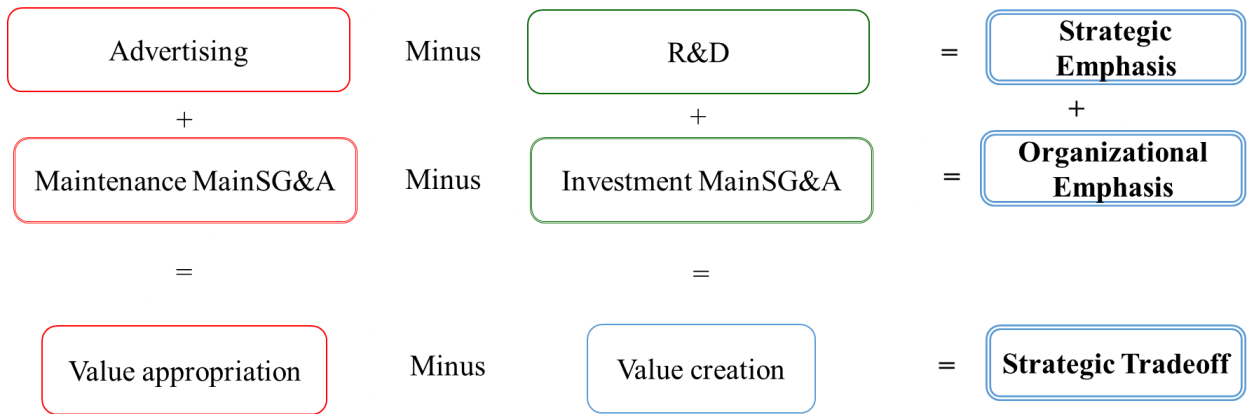 Advertising Minus R&D = Strategic
Emphasis
+ + +
Maintenance MainSG&A Minus Investment MainSG&A = Organizational
Emphasis
= =
Value appropriation Minus Value creation = Strategic Tradeoff